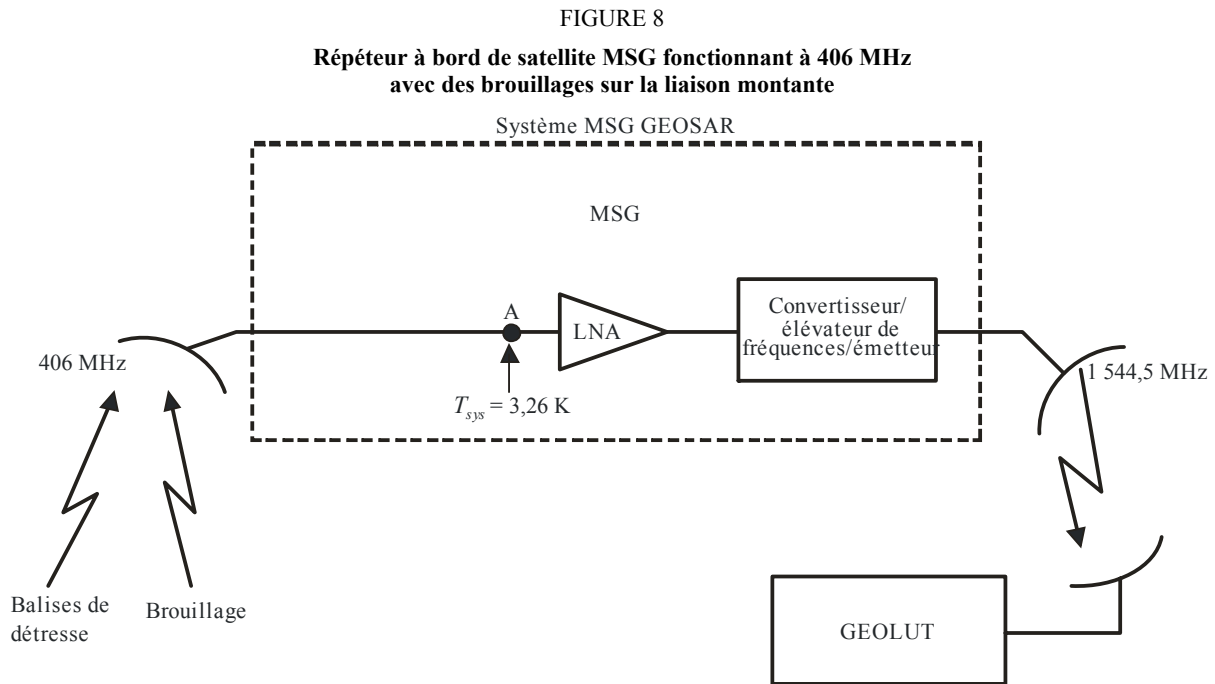 FIGURE 8
Répéteur à bord de satellite MSG fonctionnant à 406 MHz
avec des brouillages sur la liaison montante
Système MSG GEOSAR
MSG
406 MHz
A
LNA
Convertisseur/
élévateur de
fréquences/émetteur
1 544,5 MHz
Tsys = 3,26 K
Balises de
détresse
Brouillage
GEOLUT